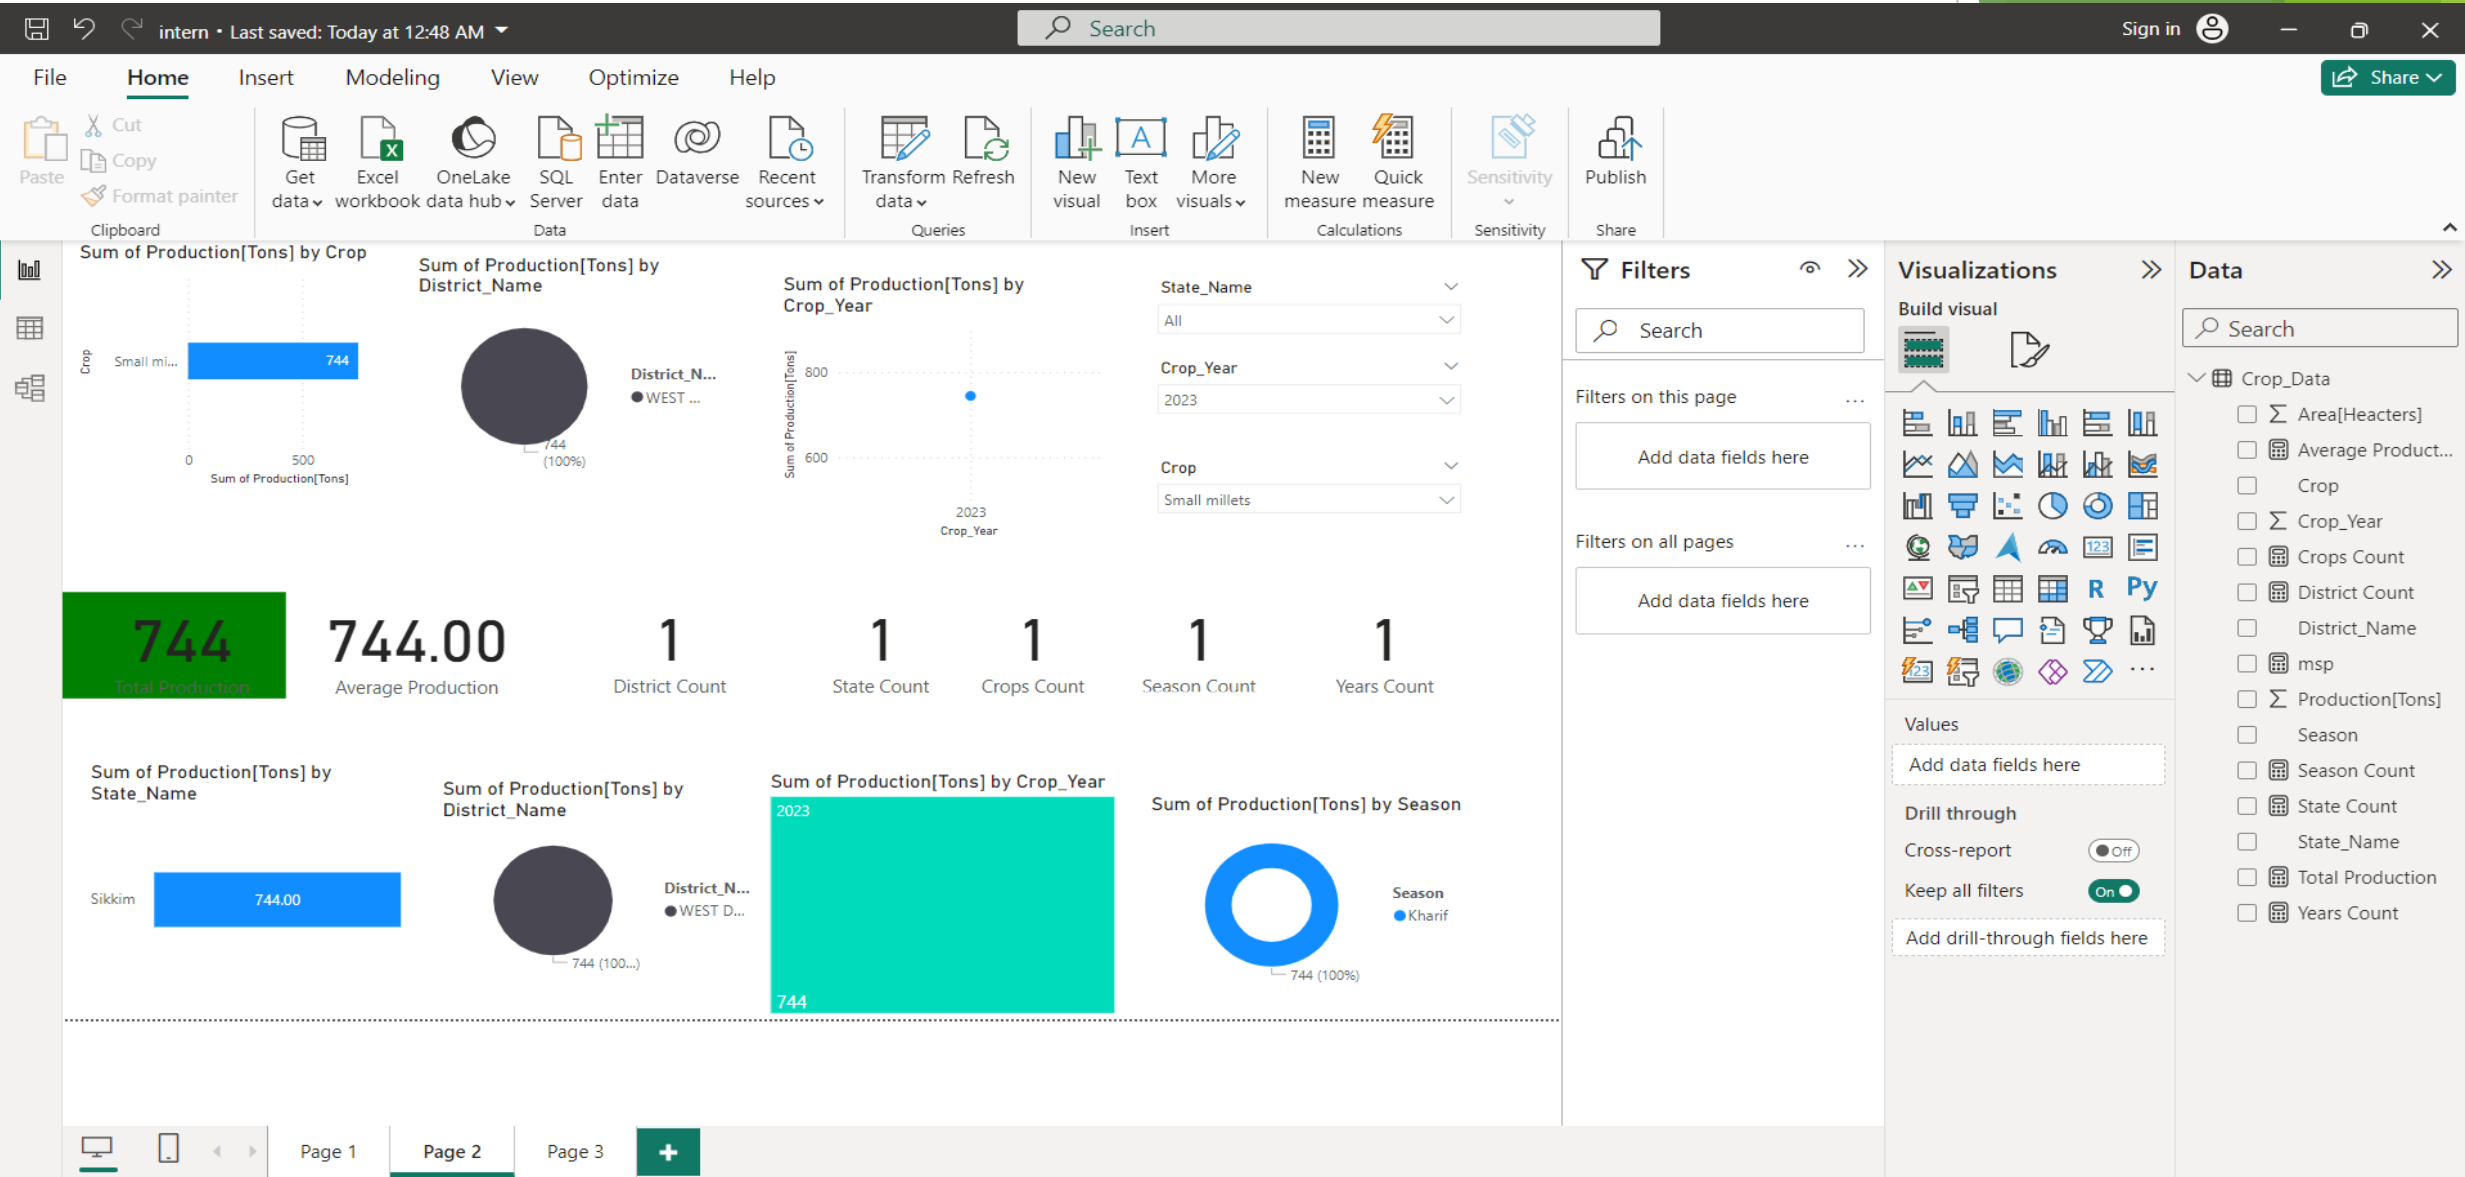 intern • Last saved: Today at 12:48 AM
Search
Sign in
File
Home
Insert
Modeling
View
Optimize
Help
Share
Paste
Cut
Copy
Format painter
Clipboard
Get data
Excel workbook
OneLake data hub
SQL Server
Enter data
Dataverse
Recent sources
Data
Transform data
Refresh
Queries
New visual
Text box
More visuals
Insert
New measure
Quick measure
Calculations
Sensitivity
Sensitivity
Publish
Share
Sum of Production[Tons] by Crop
Crop
Small mi...
744
0
500
Sum of Production[Tons]
Sum of Production[Tons] by
District_Name
District_N...
WEST ...
744
(100%)
Sum of Production[Tons] by
Crop_Year
Sum of Production[Tons]
800
600
2023
Crop_Year
State_Name
All
Crop_Year
2023
Crop
Small millets
744
Total Production
744.00
Average Production
1
District Count
1
State Count
1
Crops Count
1
Season Count
1
Years Count
Sum of Production[Tons] by
State_Name
Sikkim
744.00
Sum of Production[Tons] by
District_Name
District_N...
WEST D...
744 (100...)
Sum of Production[Tons] by Crop_Year
2023
744
Sum of Production[Tons] by Season
Season
Kharif
744 (100%)
Filters
Search
Filters on this page
...
Add data fields here
Filters on all pages
...
Add data fields here
Visualizations
Build visual
123
R
Py
123
...
Values
Add data fields here
Drill through
Cross-report
Off
Keep all filters
On
Add drill-through fields here
Data
Search
Crop_Data
Area[Heacters]
Average Product...
Crop
Crop_Year
Crops Count
District Count
District_Name
msp
Production[Tons]
Season
Season Count
State Count
State_Name
Total Production
Years Count
Page 1
Page 2
Page 3